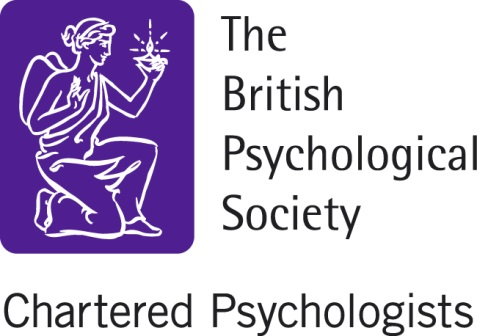 The
British
Psychological
Society
Chartered Psychologists